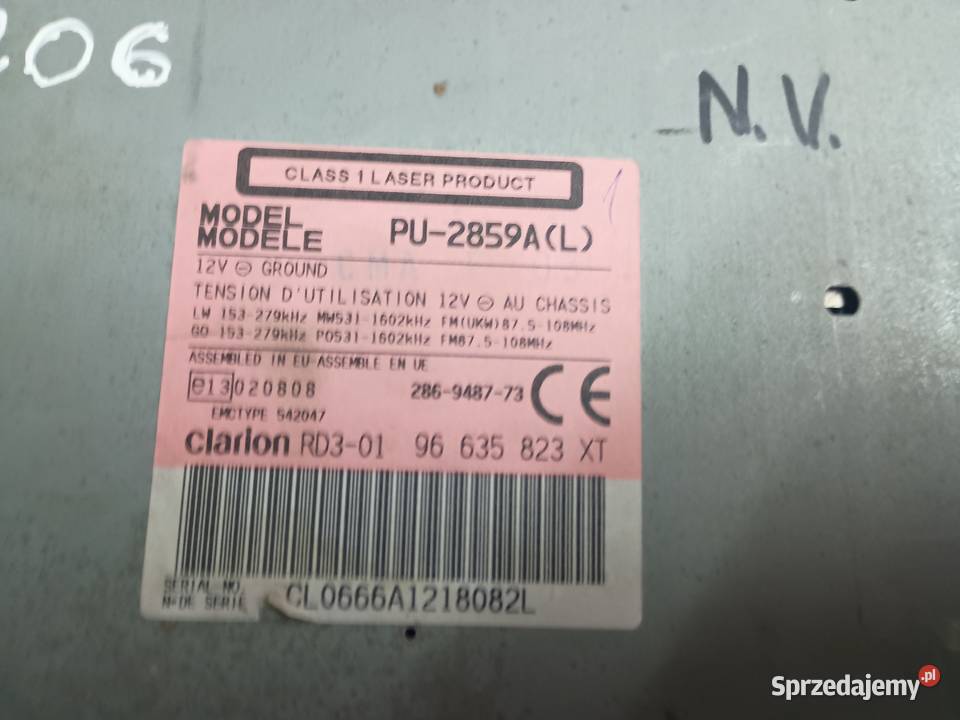 206
N.V.
CLASS 1 LASER PRODUCT
1
MODEL
MODELE PU-2859A(L)
12V ⊖ GROUND
TENSION D'UTILISATION 12V ⊖ AU CHASSIS
LW 153-279kHz MW531-1602kHz FM(UKW)87.5-108MHz
GO 153-279kHz PO531-1602kHz FM87.5-108MHz
ASSEMBLED IN EU-ASSEMBLE EN UE
e13 020808 286-9487-73 CE
EMCTYPE 542047
clarion RD3-01 96 635 823 XT
SERIAL NO.
Nº DE SERIE CL0666A1218082L
Sprzedajemy.pl